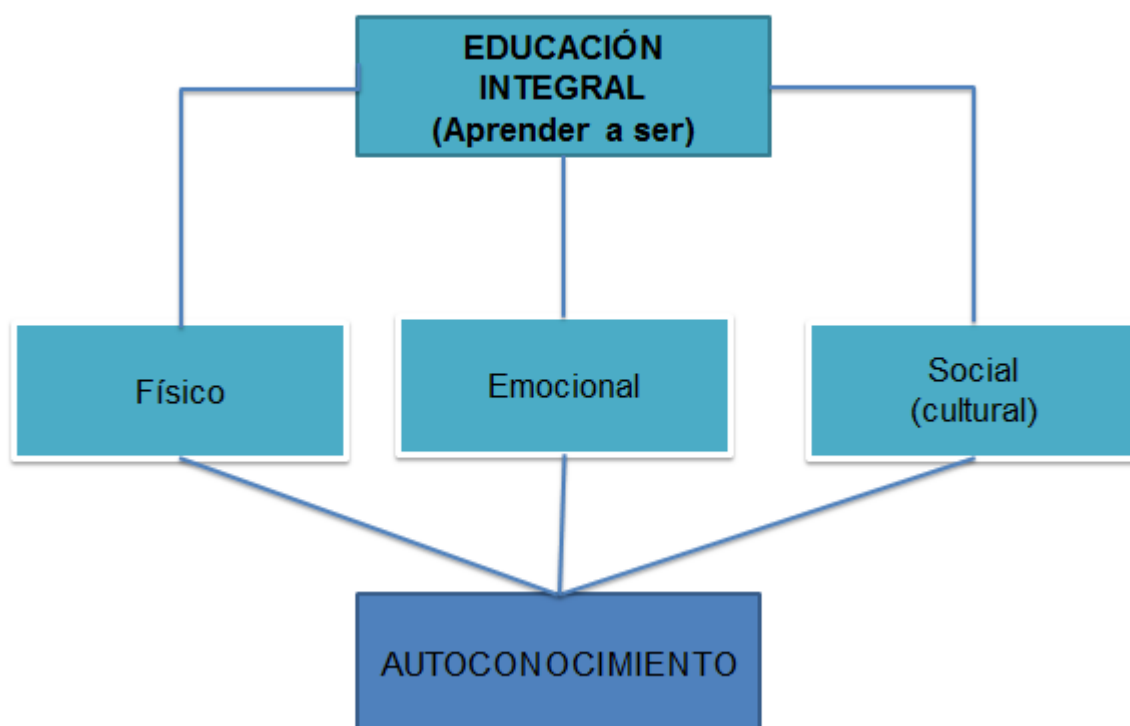 EDUCACIÓN
INTEGRAL
(Aprender a ser)
Físico
Emocional
Social
(cultural)
AUTOCONOCIMIENTO